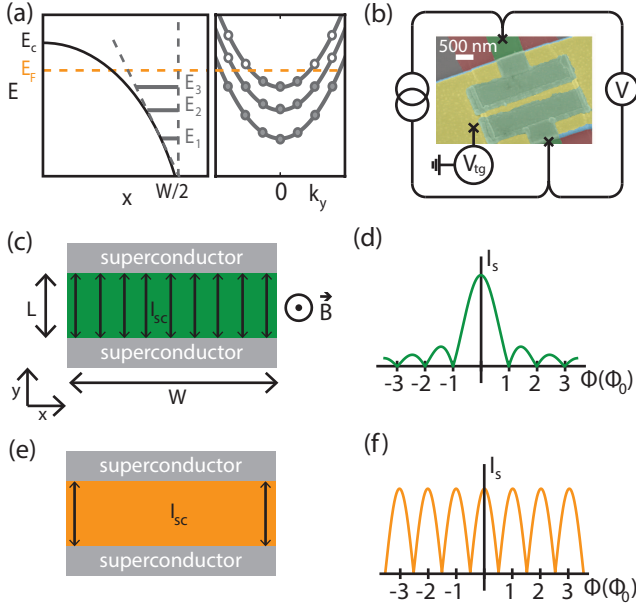 (a)
E_c
E_F
E
E_3
E_2
E_1
x
W/2
0
k_y
(b)
500 nm
V
V_tg
(c)
superconductor
L
I_sc
B
superconductor
y
x
W
(d)
I_s
-3 -2 -1 1 2 3 Φ(Φ_0)
(e)
superconductor
I_sc
superconductor
(f)
I_s
-3 -2 -1 1 2 3 Φ(Φ_0)